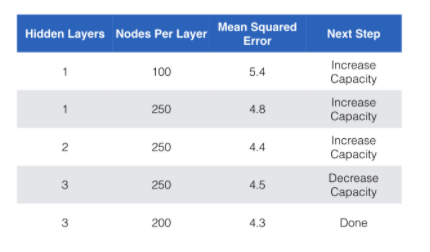 Hidden Layers Nodes Per Layer Mean Squared Error Next Step
1 100 5.4 Increase Capacity
1 250 4.8 Increase Capacity
2 250 4.4 Increase Capacity
3 250 4.5 Decrease Capacity
3 200 4.3 Done